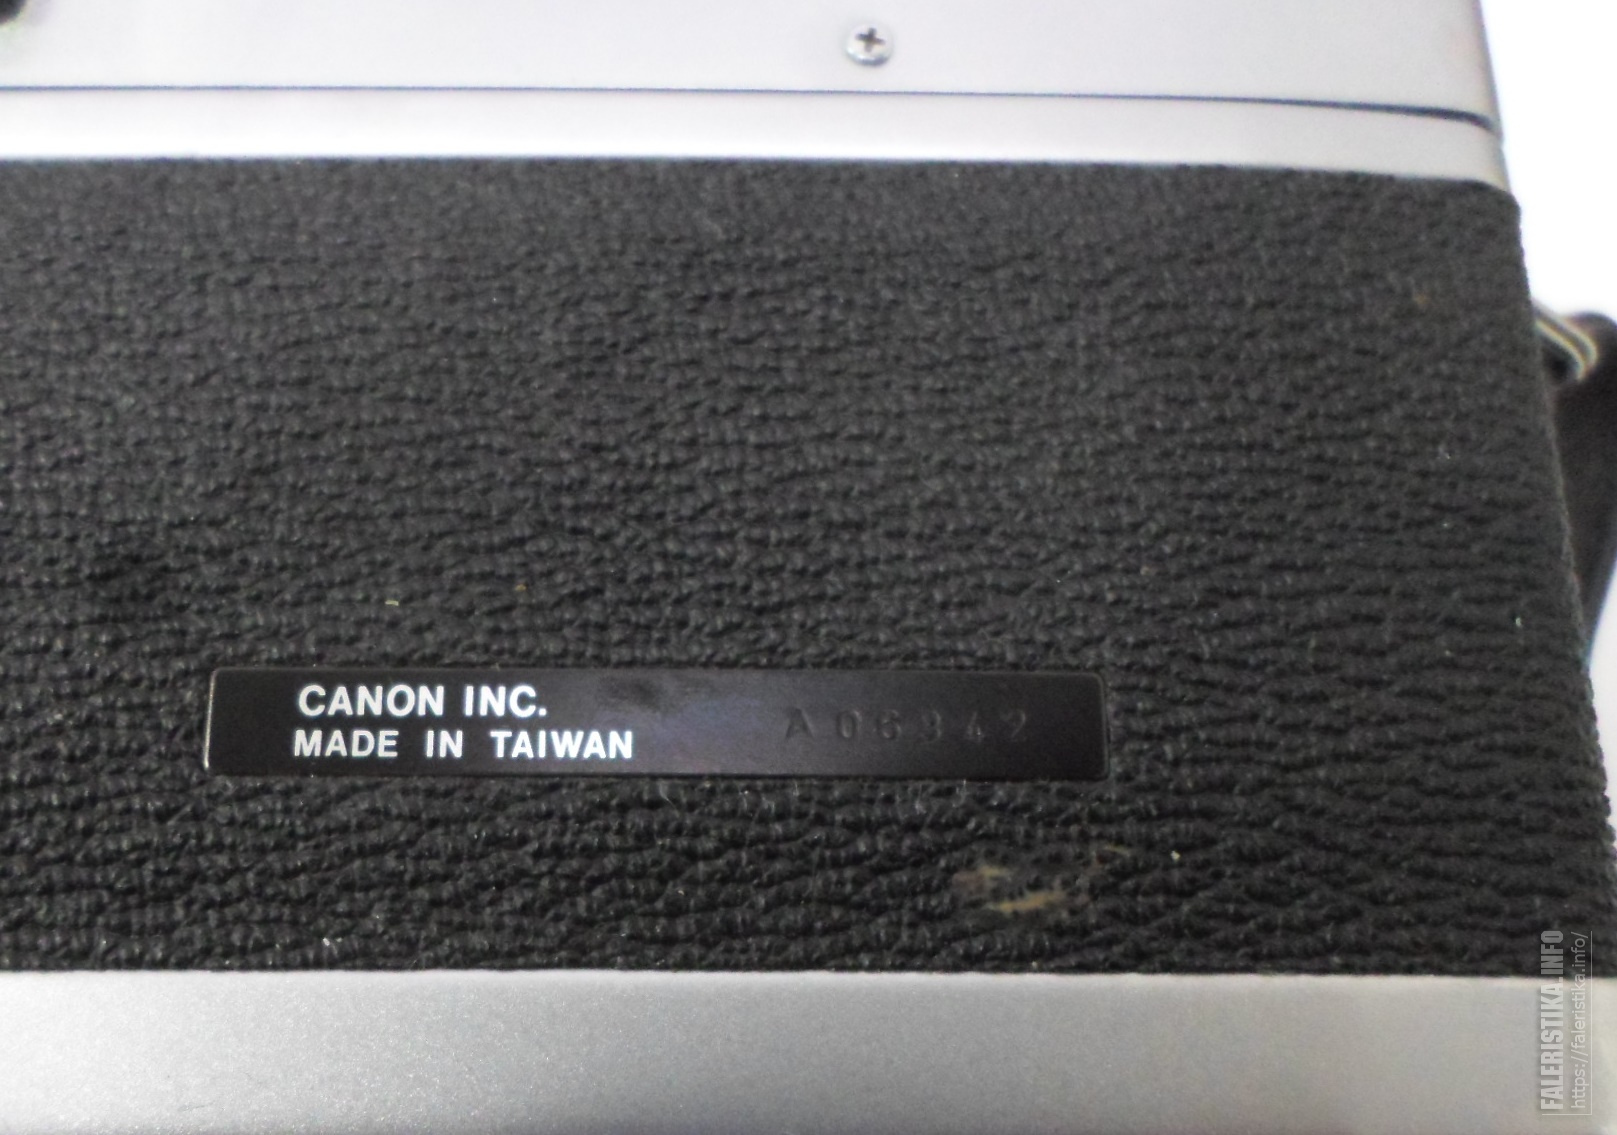 CANON INC.
MADE IN TAIWAN
A06342
FALERISTIKA.INFO
https://faleristika.info/